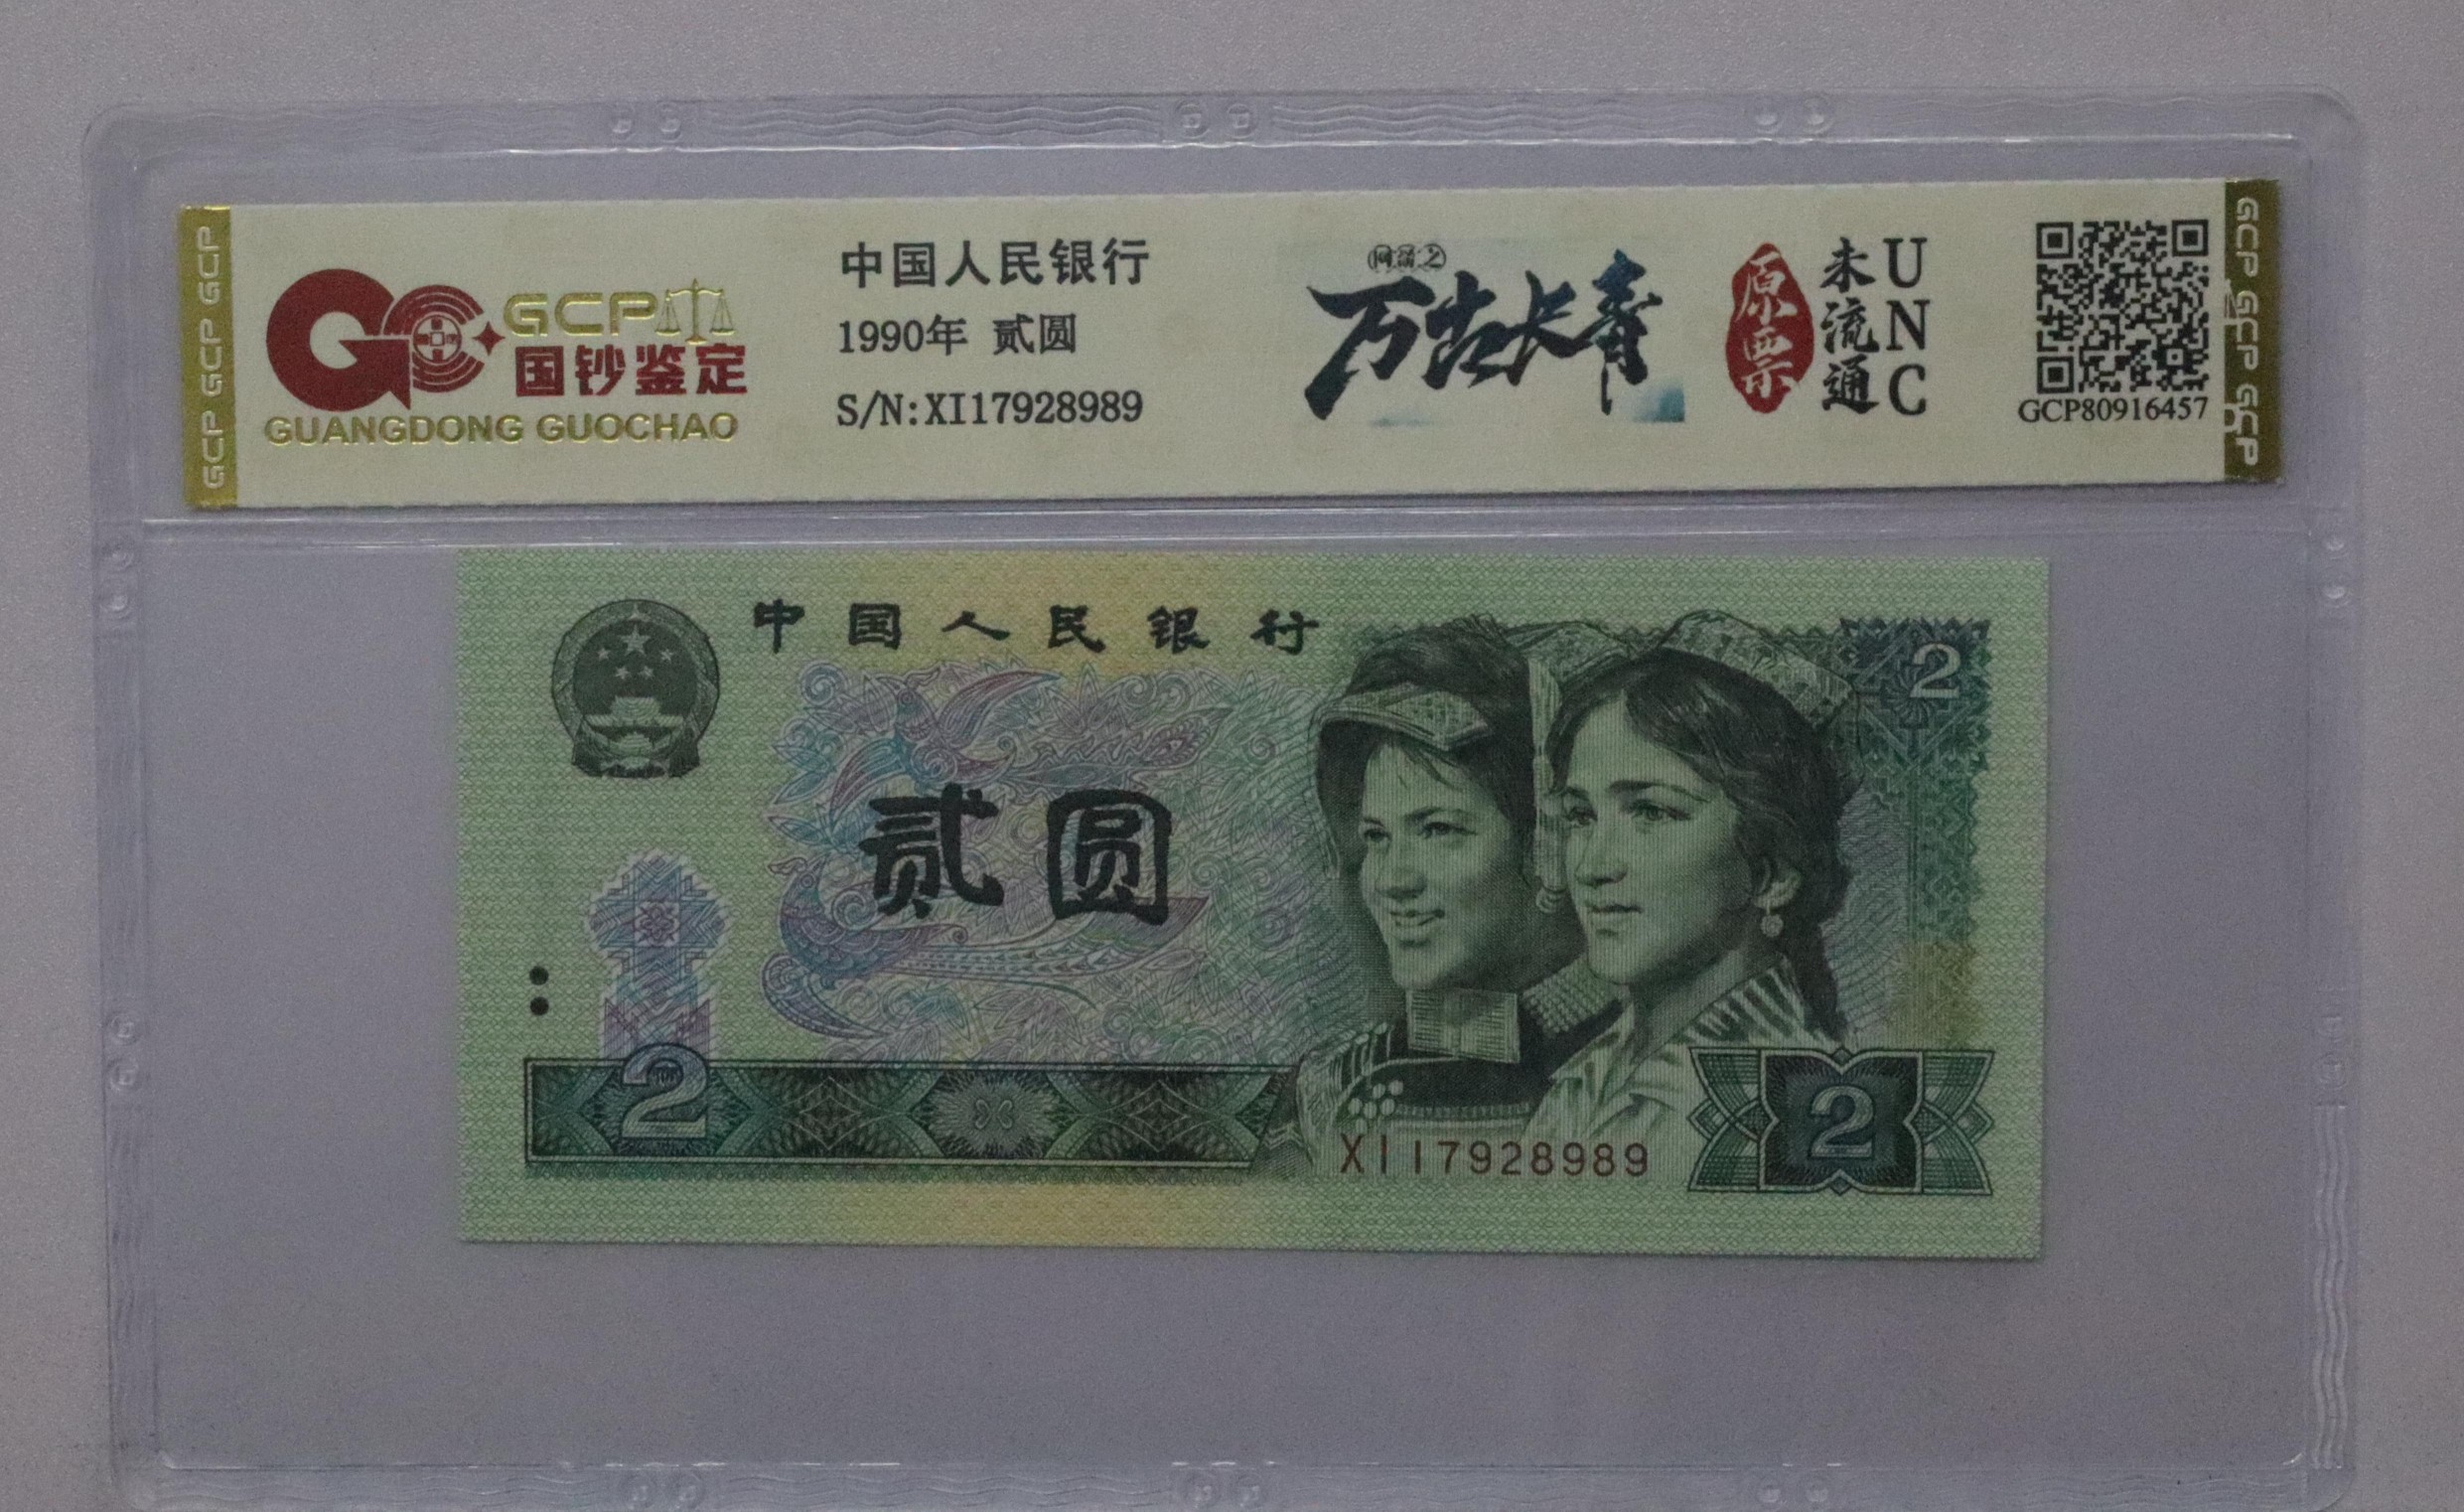 GCP GCP GCP
GCP
国钞鉴定
GUANGDONG GUOCHAO
中国人民银行
1990年 贰圆
S/N:XI17928989
万古长青
原票
未流通
UNC
GCP80916457
GCP GCP GCP
中国人民银行
2
贰圆
2
XI17928989
2